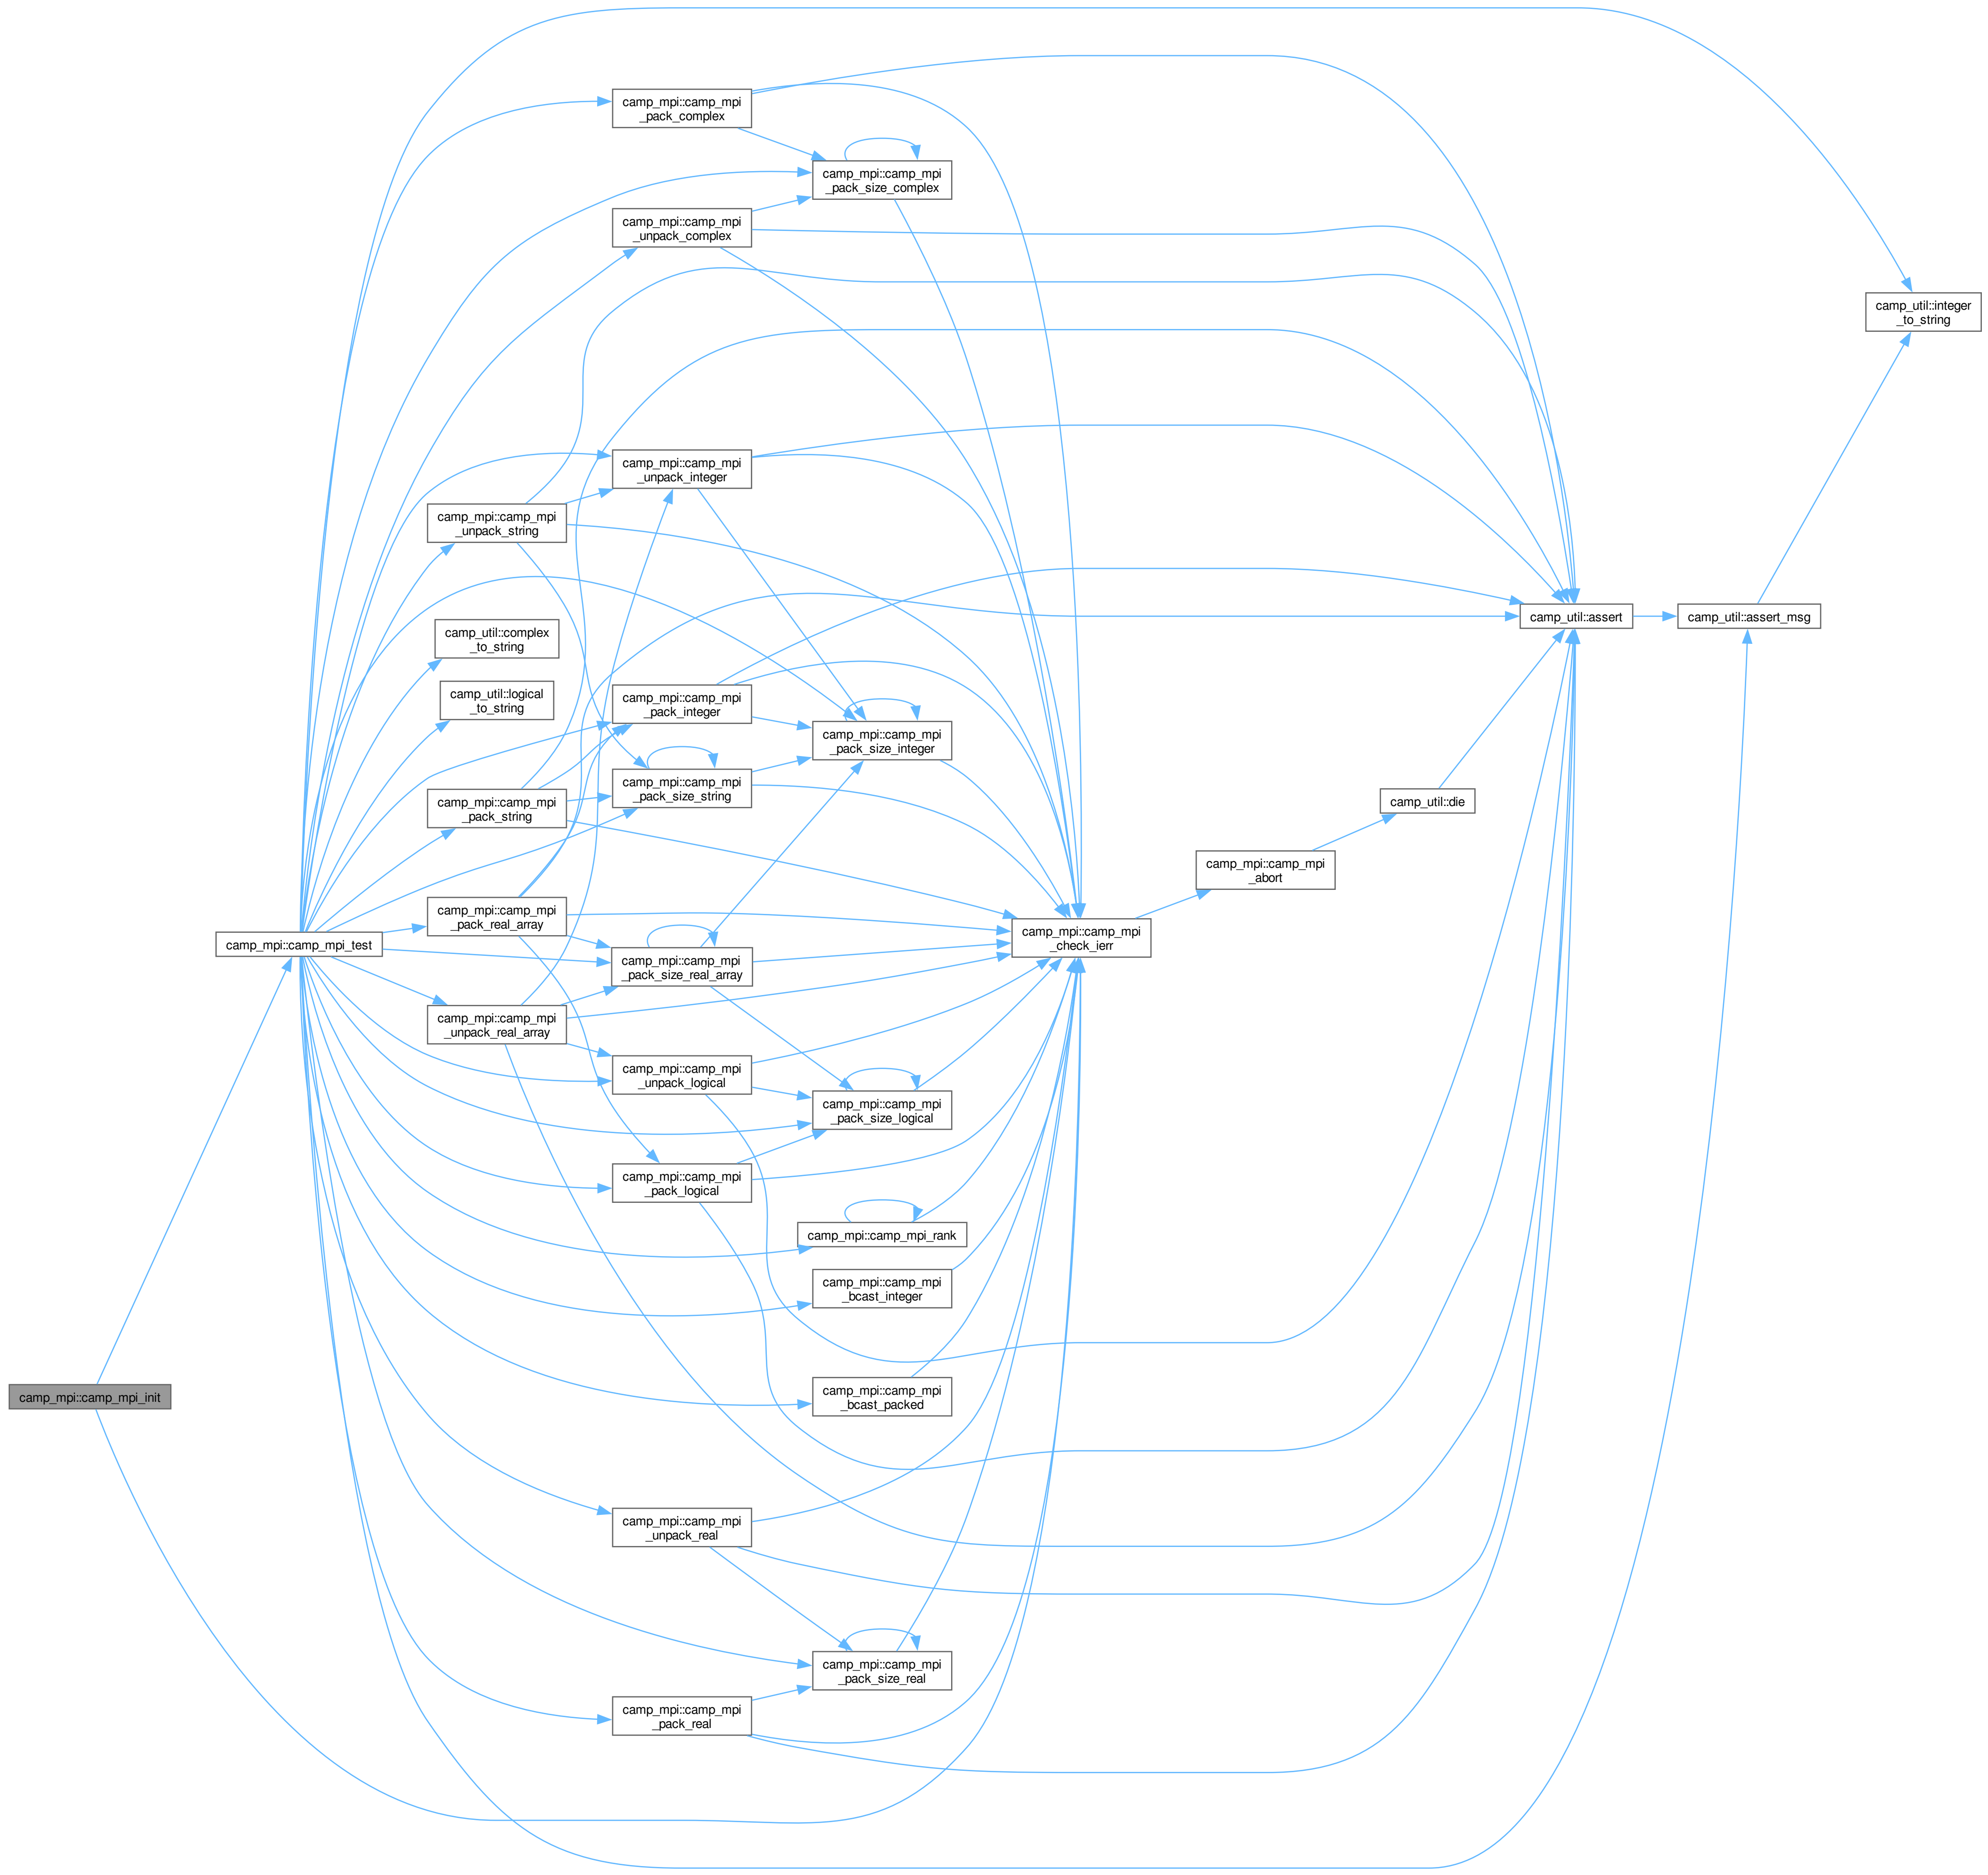 camp_mpi::camp_mpi
_pack_complex
camp_mpi::camp_mpi
_pack_size_complex
camp_mpi::camp_mpi
_unpack_complex
camp_util::integer
_to_string
camp_mpi::camp_mpi
_unpack_integer
camp_mpi::camp_mpi
_unpack_string
camp_util::complex
_to_string
camp_util::assert
camp_util::assert_msg
camp_util::logical
_to_string
camp_mpi::camp_mpi
_pack_integer
camp_mpi::camp_mpi
_pack_size_integer
camp_mpi::camp_mpi
_pack_size_string
camp_mpi::camp_mpi
_pack_string
camp_util::die
camp_mpi::camp_mpi
_abort
camp_mpi::camp_mpi
_pack_real_array
camp_mpi::camp_mpi_test
camp_mpi::camp_mpi
_check_ierr
camp_mpi::camp_mpi
_pack_size_real_array
camp_mpi::camp_mpi
_unpack_real_array
camp_mpi::camp_mpi
_unpack_logical
camp_mpi::camp_mpi
_pack_size_logical
camp_mpi::camp_mpi
_pack_logical
camp_mpi::camp_mpi_rank
camp_mpi::camp_mpi
_bcast_integer
camp_mpi::camp_mpi_init
camp_mpi::camp_mpi
_bcast_packed
camp_mpi::camp_mpi
_unpack_real
camp_mpi::camp_mpi
_pack_size_real
camp_mpi::camp_mpi
_pack_real